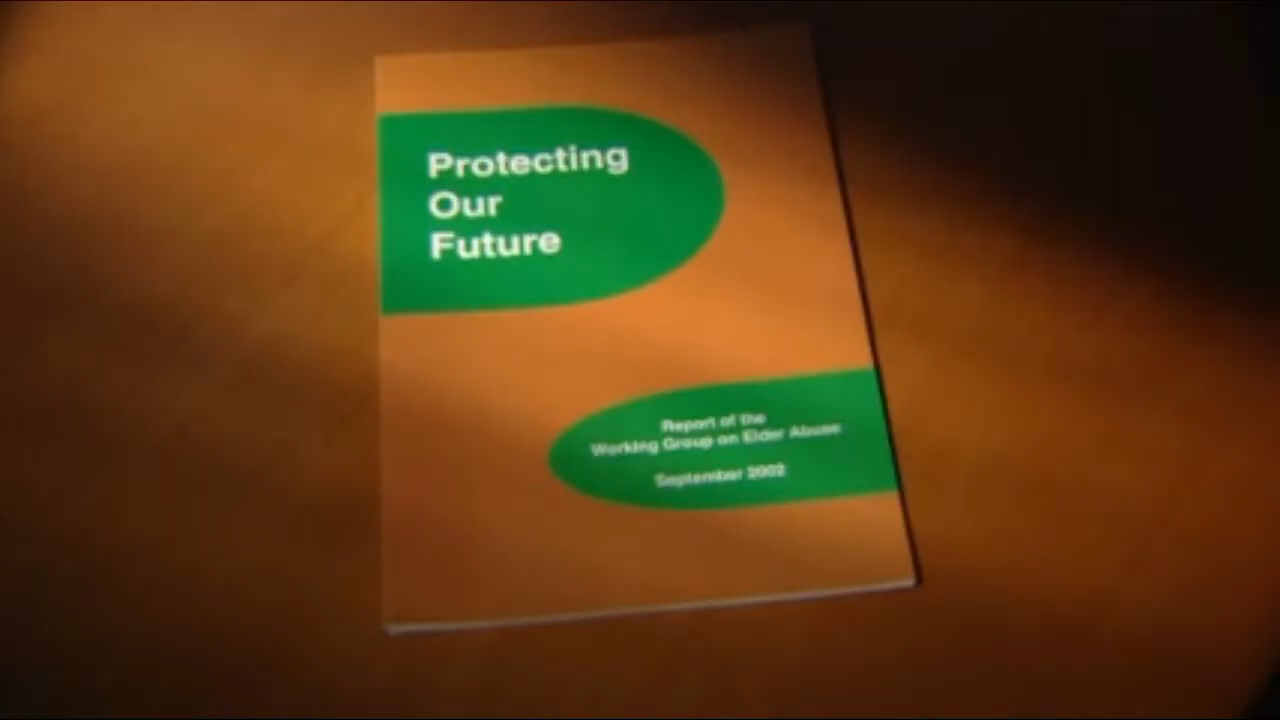 Protecting
Our
Future
Report of the
Working Group on Elder Abuse
September 2002